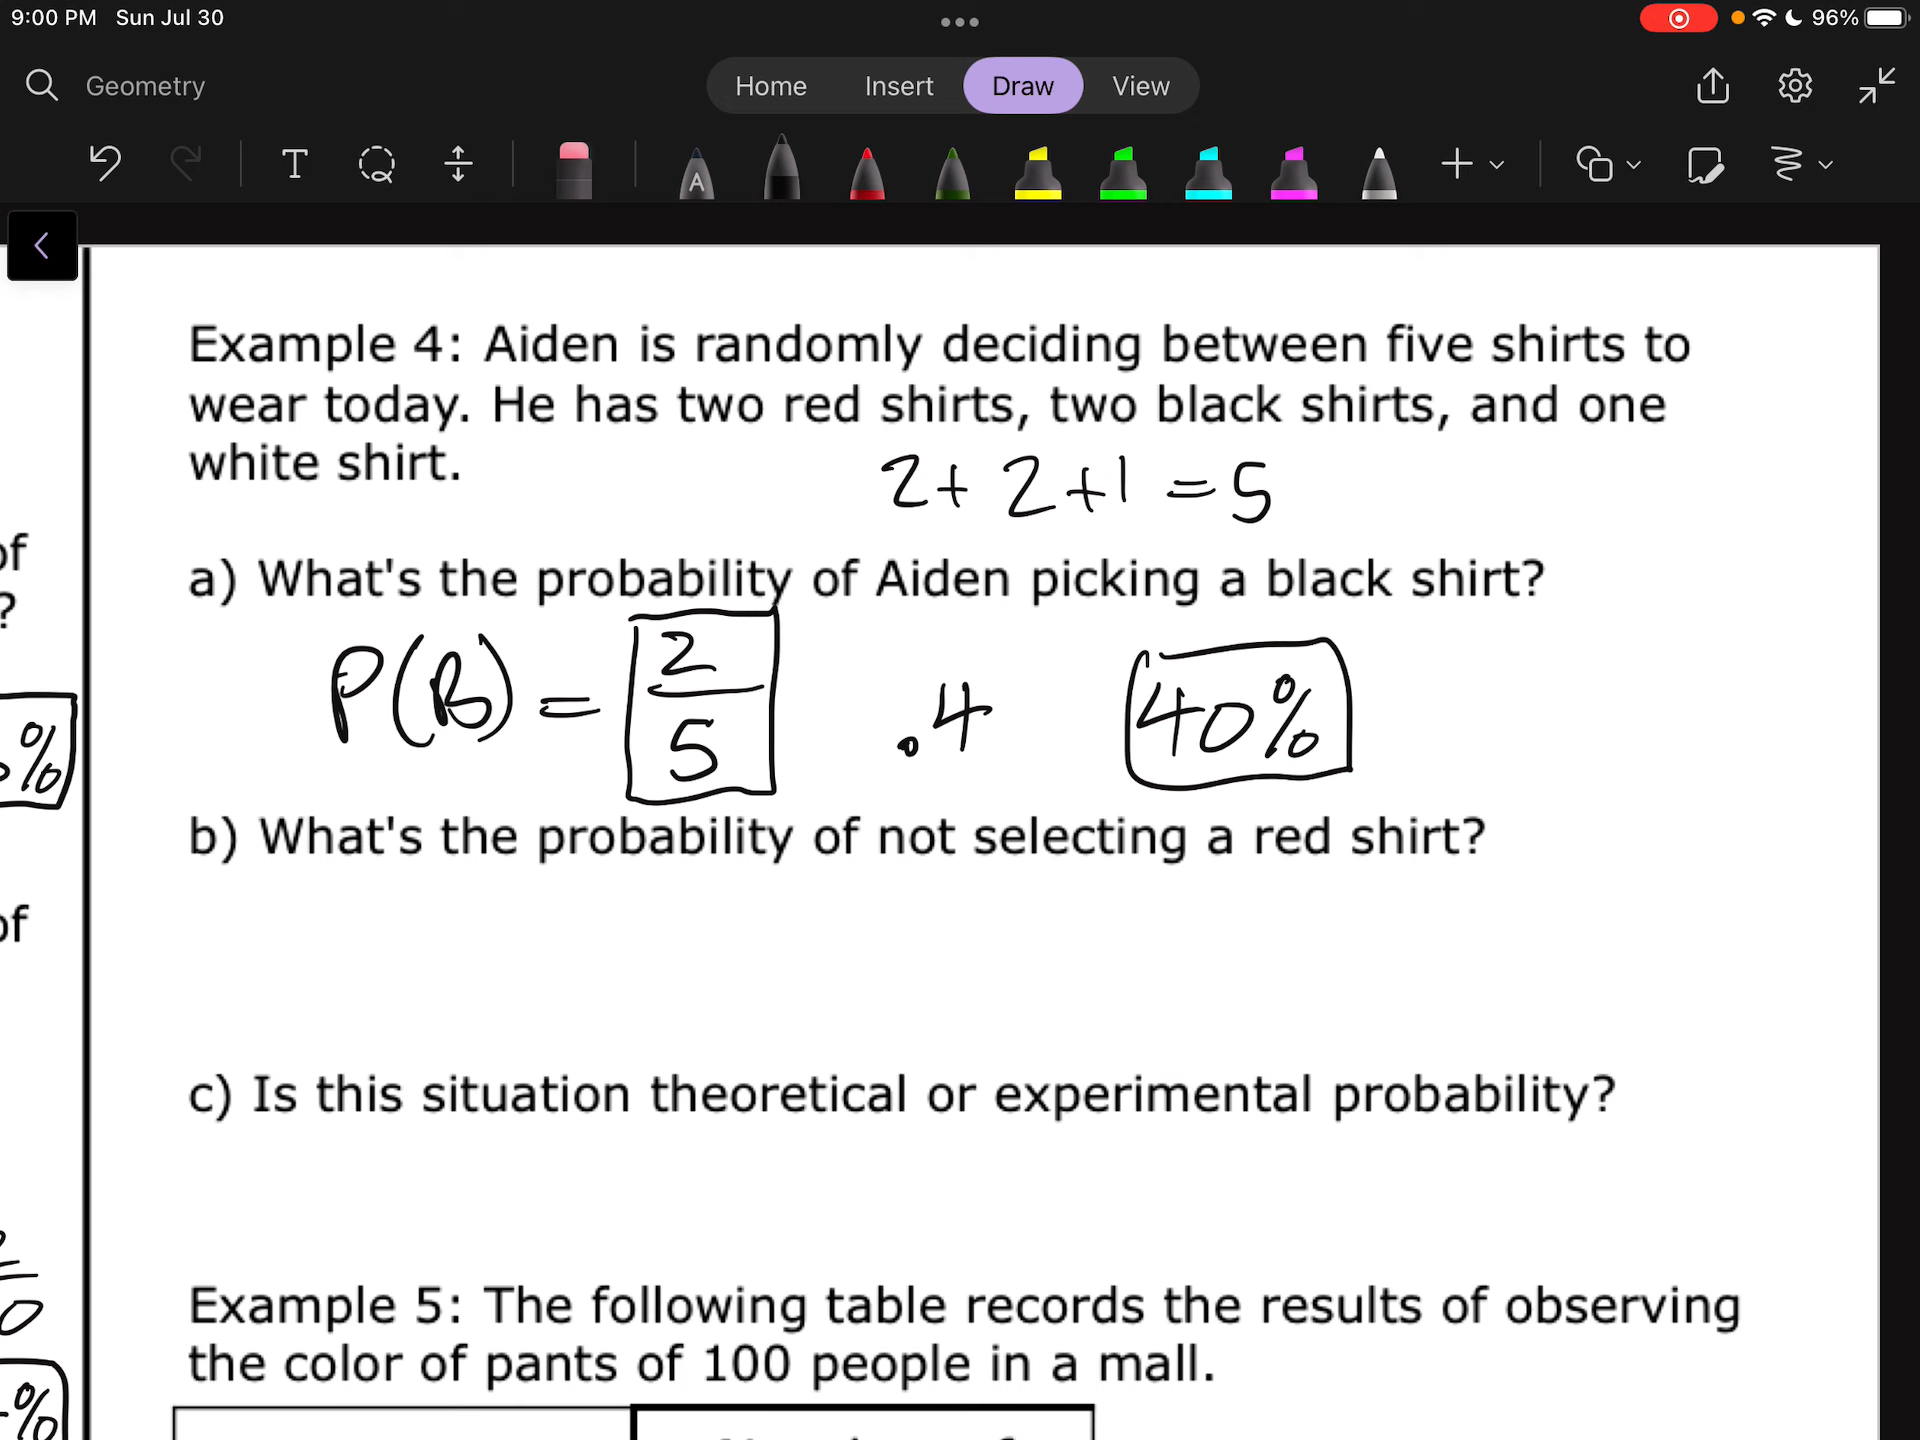 9:00 PM Sun Jul 30
96%
Geometry
Home Insert Draw View
T
A
Example 4: Aiden is randomly deciding between five shirts to
wear today. He has two red shirts, two black shirts, and one
white shirt.
2 + 2 + 1 = 5
of
?
a) What's the probability of Aiden picking a black shirt?
P(B) = 2/5 .4 40%
%
b) What's the probability of not selecting a red shirt?
of
c) Is this situation theoretical or experimental probability?
0
Example 5: The following table records the results of observing
the color of pants of 100 people in a mall.
%